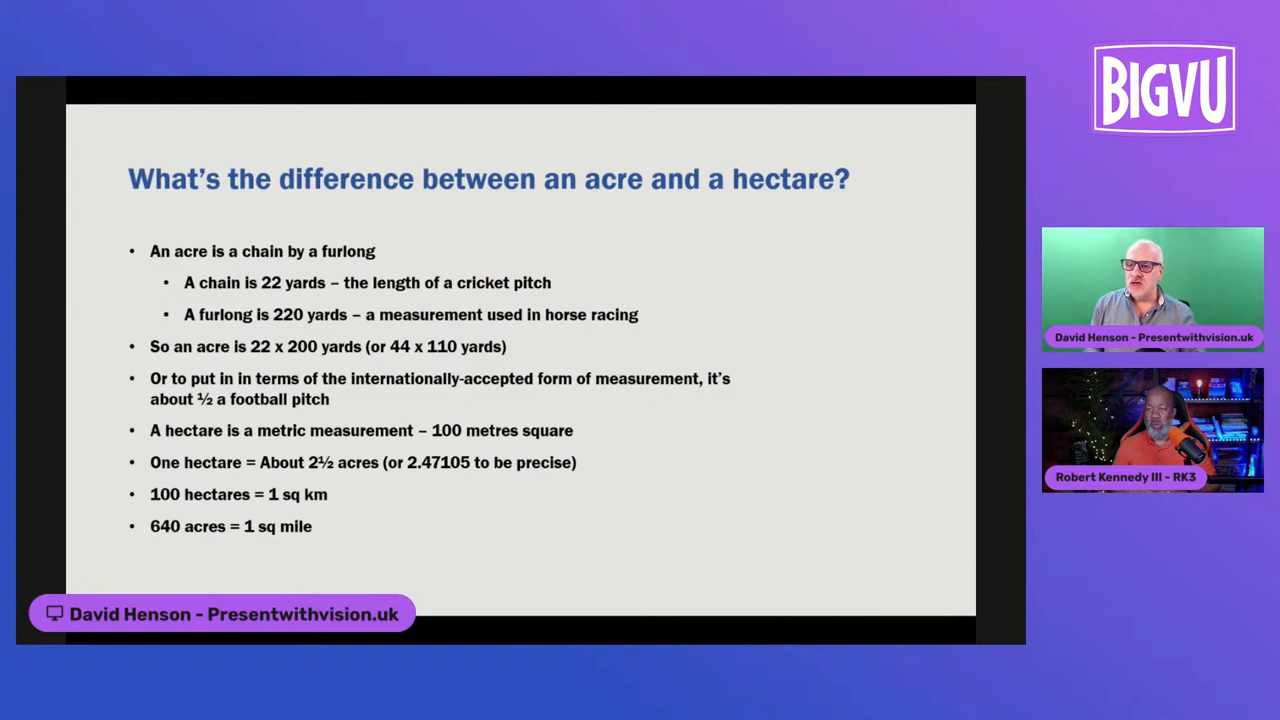 BIGVU
What's the difference between an acre and a hectare?
• An acre is a chain by a furlong
• A chain is 22 yards – the length of a cricket pitch
• A furlong is 220 yards – a measurement used in horse racing
• So an acre is 22 x 200 yards (or 44 x 110 yards)
• Or to put in in terms of the internationally-accepted form of measurement, it's
about ½ a football pitch
• A hectare is a metric measurement – 100 metres square
• One hectare = About 2½ acres (or 2.47105 to be precise)
• 100 hectares = 1 sq km
• 640 acres = 1 sq mile
David Henson - Presentwithvision.uk
David Henson - Presentwithvision.uk
Robert Kennedy III - RK3